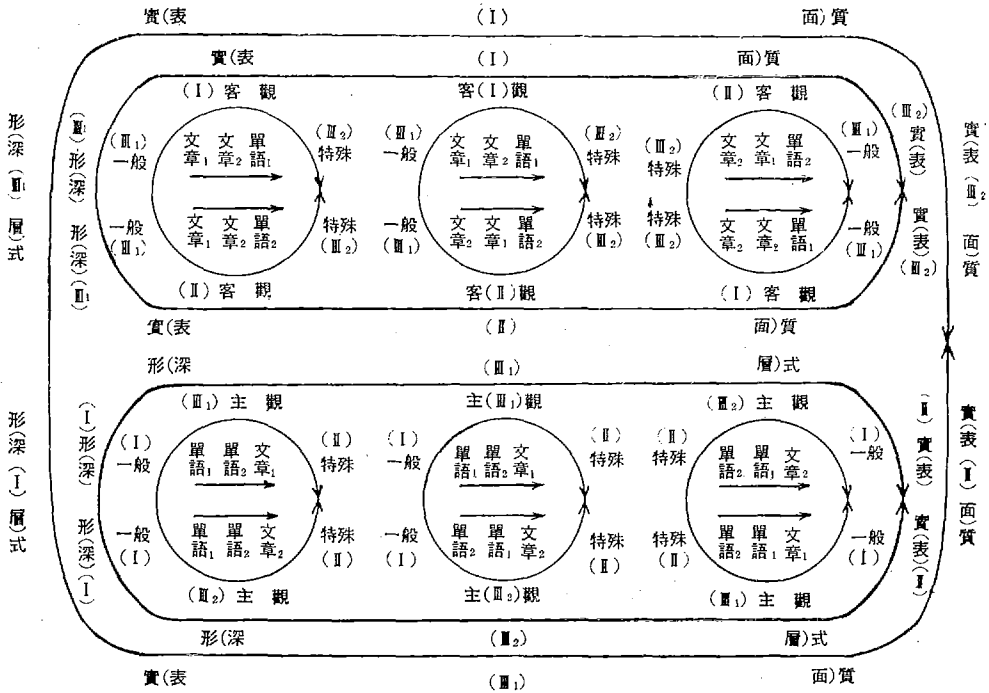 實(表 (Ⅰ) 面)質
實(表 (Ⅰ) 面)質
(Ⅰ) 客 觀 客(Ⅰ)觀 (Ⅱ) 客 觀
形(深 (Ⅲ₁) 層)式
(Ⅲ₁) 形(深)
形(深) (Ⅲ₁)
(Ⅲ₁) 一般 文章₁ 文章₂ 單語₁ (Ⅲ₂) 特殊
一般 (Ⅲ₁) 文章₁ 文章₂ 單語₂ 特殊 (Ⅲ₂)
(Ⅲ₁) 一般 文章₁ 文章₂ 單語₁ (Ⅲ₂) 特殊
一般 (Ⅲ₁) 文章₂ 文章₁ 單語₂ 特殊 (Ⅲ₂)
(Ⅲ₂) 特殊 文章₂ 文章₁ 單語₂ (Ⅲ₁) 一般
特殊 (Ⅲ₂) 文章₂ 文章₂ 單語₁ 一般 (Ⅲ₁)
(Ⅲ₂) 實(表)
實(表) (Ⅲ₂)
實(表 (Ⅲ₂) 面)質
(Ⅱ) 客 觀 客(Ⅱ)觀 (Ⅰ) 客 觀
實(表 (Ⅱ) 面)質
形(深 (Ⅲ₁) 層)式
(Ⅲ₁) 主 觀 主(Ⅲ₁)觀 (Ⅲ₂) 主 觀
形(深 (Ⅰ) 層)式
(Ⅰ) 形(深)
形(深) (Ⅰ)
(Ⅰ) 一般 單語₁ 單語₂ 文章₁ (Ⅱ) 特殊
一般 (Ⅰ) 單語₁ 單語₂ 文章₂ 特殊 (Ⅱ)
(Ⅰ) 一般 單語₁ 單語₂ 文章₁ (Ⅱ) 特殊
一般 (Ⅰ) 單語₂ 單語₁ 文章₂ 特殊 (Ⅱ)
(Ⅱ) 特殊 單語₂ 單語₁ 文章₂ (Ⅰ) 一般
特殊 (Ⅱ) 單語₂ 單語₁ 文章₁ 一般 (Ⅰ)
(Ⅱ) 實(表)
實(表) (Ⅱ)
實(表 (Ⅱ) 面)質
(Ⅲ₂) 主 觀 主(Ⅲ₂)觀 (Ⅲ₁) 主 觀
形(深 (Ⅲ₂) 層)式
實(表 (Ⅲ₁) 面)質